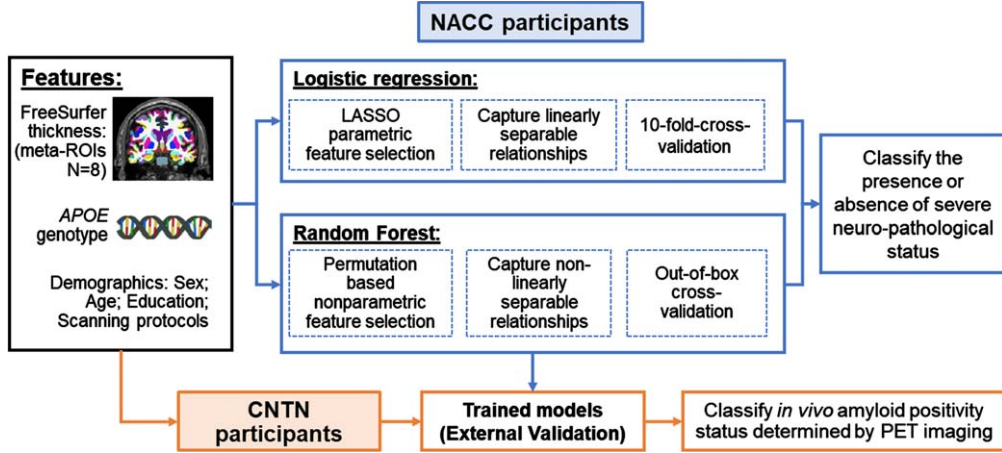 NACC participants
Features:
FreeSurfer
thickness:
(meta-ROIs
N=8)
APOE
genotype
Demographics: Sex;
Age; Education;
Scanning protocols
Logistic regression:
LASSO
parametric
feature selection
Capture linearly
separable
relationships
10-fold-cross-
validation
Random Forest:
Permutation
based
nonparametric
feature selection
Capture non-
linearly
separable
relationships
Out-of-box
cross-
validation
Classify the
presence or
absence of severe
neuro-pathological
status
CNTN
participants
Trained models
(External Validation)
Classify in vivo amyloid positivity
status determined by PET imaging